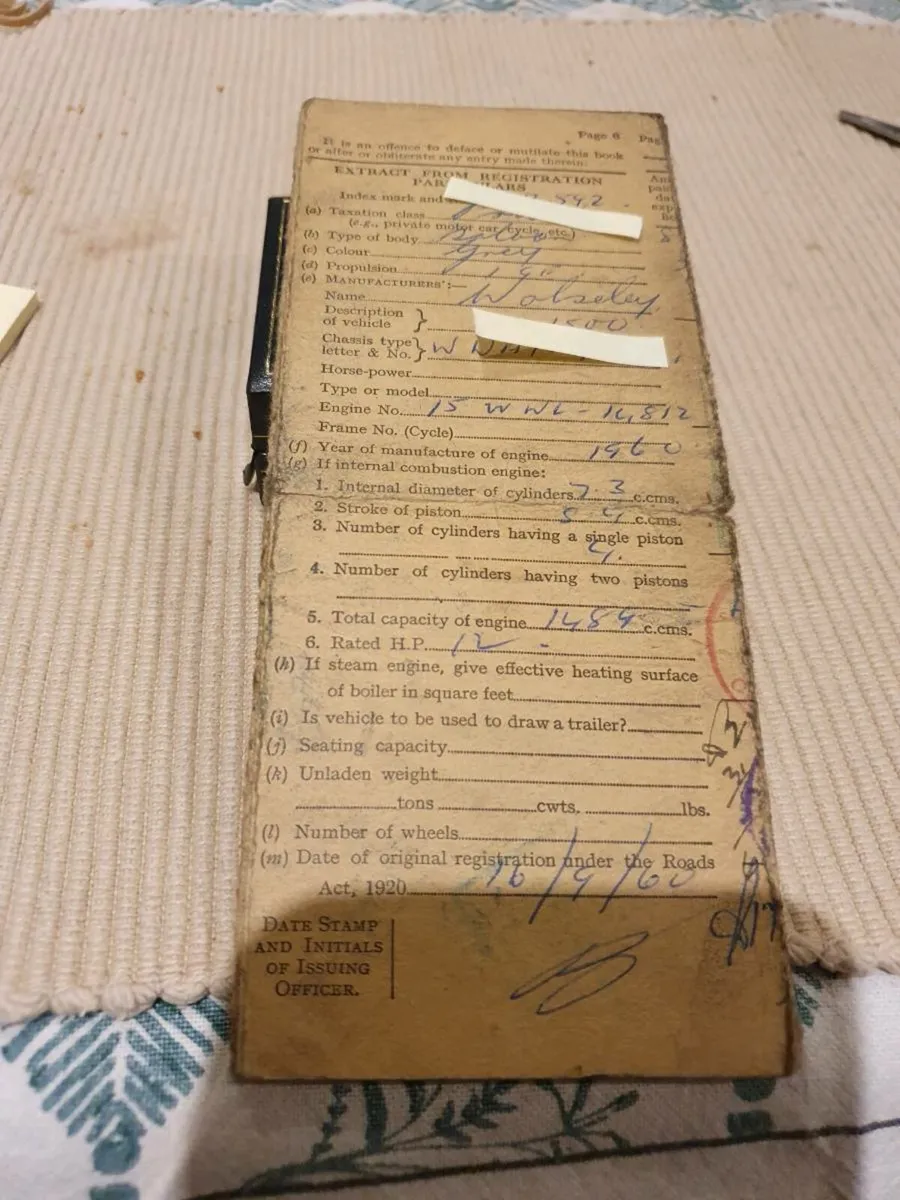 Page 6 Pag
It is an offence to deface or mutilate this book
or alter or obliterate any entry made therein.
EXTRACT FROM REGISTRATION
Index mark and 592.
(a) Taxation class
(e.g., private motor car, cycle, etc.)
(b) Type of body
(c) Colour Grey
(d) Propulsion
(e) MANUFACTURERS':—
Name Wolseley
Description of vehicle } 1500
Chassis type letter & No. } W
Horse-power
Type or model
Engine No. 15 W WE - 14,812
Frame No. (Cycle)
(f) Year of manufacture of engine 1960
(g) If internal combustion engine:
1. Internal diameter of cylinders 7.3 c.cms.
2. Stroke of piston c.cms.
3. Number of cylinders having a single piston
4.
4. Number of cylinders having two pistons
5. Total capacity of engine 1489 c.cms.
6. Rated H.P. 12 -
(h) If steam engine, give effective heating surface
of boiler in square feet
(i) Is vehicle to be used to draw a trailer?
(j) Seating capacity
(k) Unladen weight
tons cwts. lbs.
(l) Number of wheels
(m) Date of original registration under the Roads
Act, 1920 16/9/60
DATE STAMP
AND INITIALS
OF ISSUING
OFFICER.